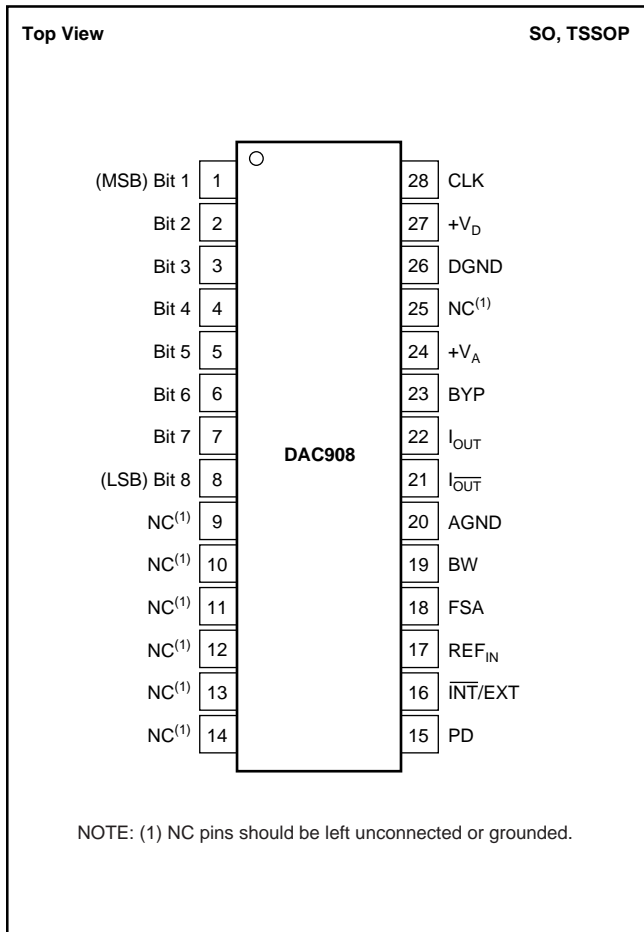 Top View SO, TSSOP
(MSB) Bit 1 1 28 CLK
Bit 2 2 27 +V_D
Bit 3 3 26 DGND
Bit 4 4 25 NC(1)
Bit 5 5 24 +V_A
Bit 6 6 23 BYP
Bit 7 7 22 I_OUT
DAC908
(LSB) Bit 8 8 21 I_O̅U̅T̅
NC(1) 9 20 AGND
NC(1) 10 19 BW
NC(1) 11 18 FSA
NC(1) 12 17 REF_IN
NC(1) 13 16 I̅N̅T̅/EXT
NC(1) 14 15 PD
NOTE: (1) NC pins should be left unconnected or grounded.